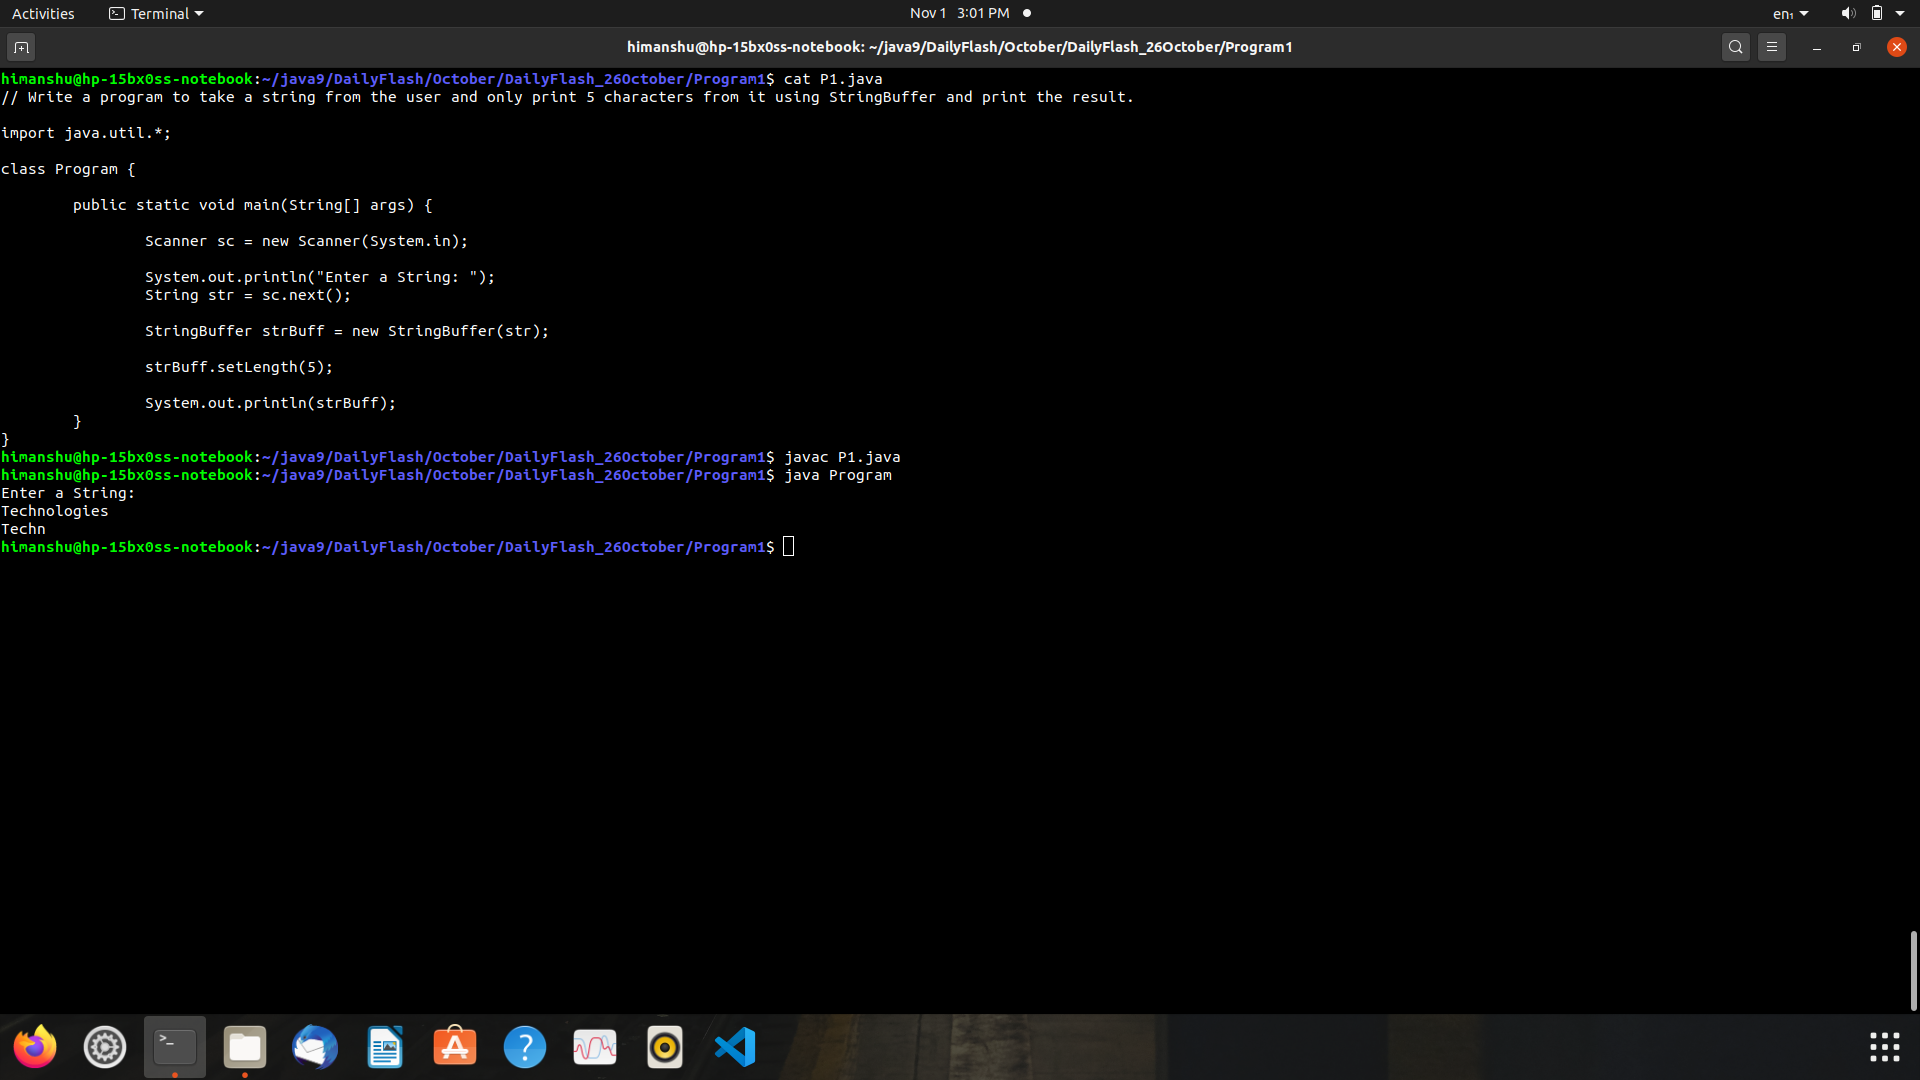 Activities Terminal Nov 1 3:01 PM en₁
himanshu@hp-15bx0ss-notebook: ~/java9/DailyFlash/October/DailyFlash_26October/Program1
himanshu@hp-15bx0ss-notebook:~/java9/DailyFlash/October/DailyFlash_26October/Program1$ cat P1.java
// Write a program to take a string from the user and only print 5 characters from it using StringBuffer and print the result.
import java.util.*;
class Program {
public static void main(String[] args) {
Scanner sc = new Scanner(System.in);
System.out.println("Enter a String: ");
String str = sc.next();
StringBuffer strBuff = new StringBuffer(str);
strBuff.setLength(5);
System.out.println(strBuff);
}
}
himanshu@hp-15bx0ss-notebook:~/java9/DailyFlash/October/DailyFlash_26October/Program1$ javac P1.java
himanshu@hp-15bx0ss-notebook:~/java9/DailyFlash/October/DailyFlash_26October/Program1$ java Program
Enter a String:
Technologies
Techn
himanshu@hp-15bx0ss-notebook:~/java9/DailyFlash/October/DailyFlash_26October/Program1$